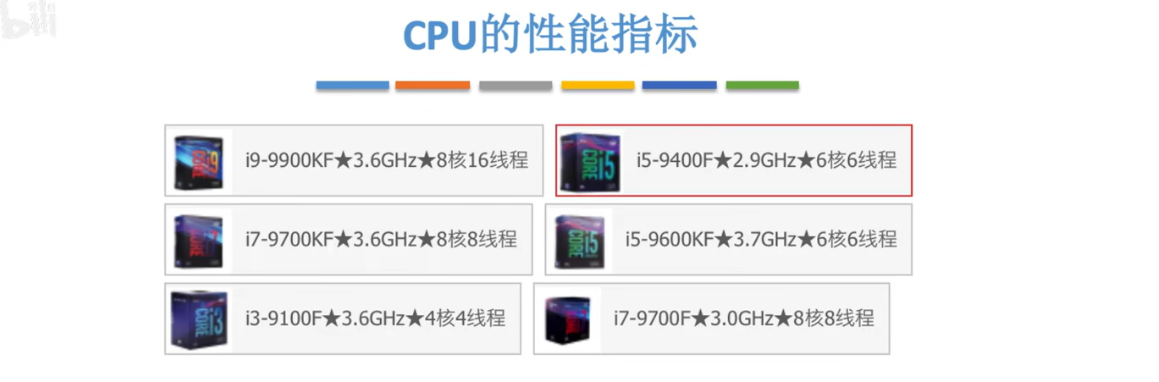 CPU的性能指标
i9-9900KF★3.6GHz★8核16线程
i5-9400F★2.9GHz★6核6线程
i7-9700KF★3.6GHz★8核8线程
i5-9600KF★3.7GHz★6核6线程
i3-9100F★3.6GHz★4核4线程
i7-9700F★3.0GHz★8核8线程